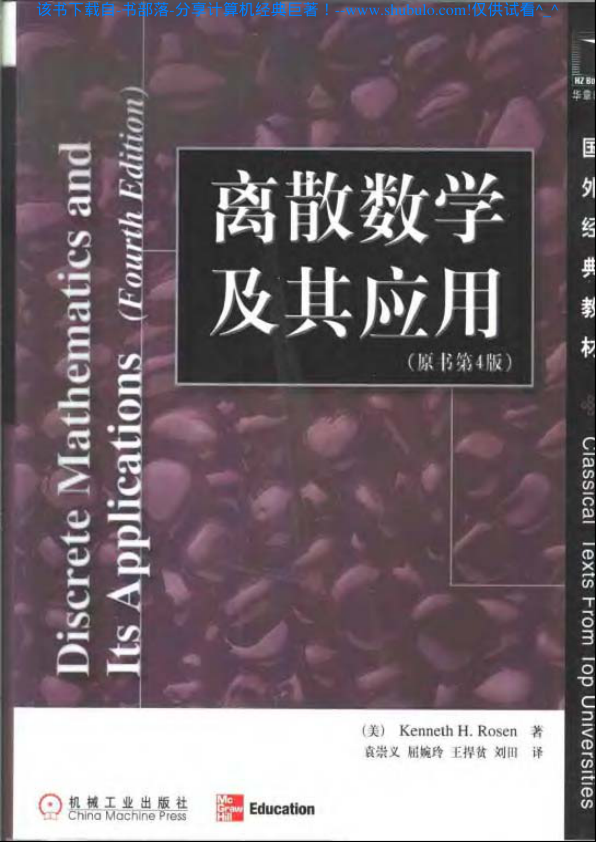 该书下载自-书部落-分享计算机经典巨著!--www.shubulo.com!仅供试看^_^
Discrete Mathematics and
Its Applications (Fourth Edition)
离散数学
及其应用
(原书第4版)
国外经典教材
Classical Texts From Top Universities
(美) Kenneth H. Rosen 著
袁崇义 屈婉玲 王捍贫 刘田 译
机械工业出版社
China Machine Press
Mc
Graw
Hill
Education